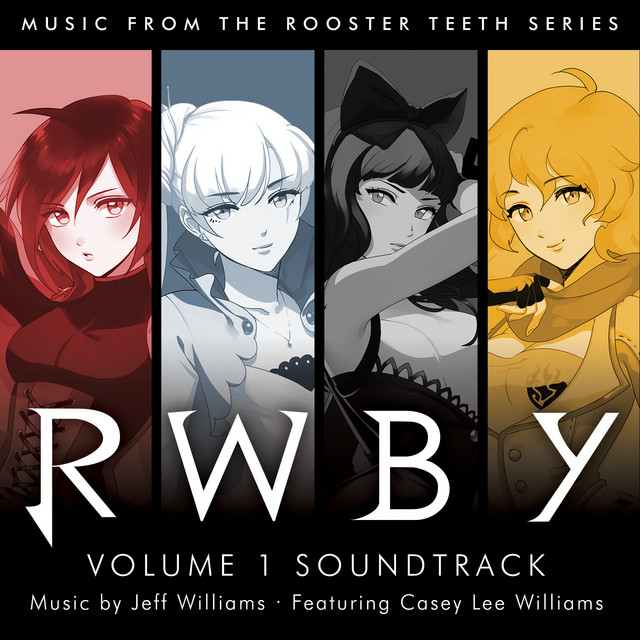 MUSIC FROM THE ROOSTER TEETH SERIES
RWBY
VOLUME 1 SOUNDTRACK
Music by Jeff Williams · Featuring Casey Lee Williams